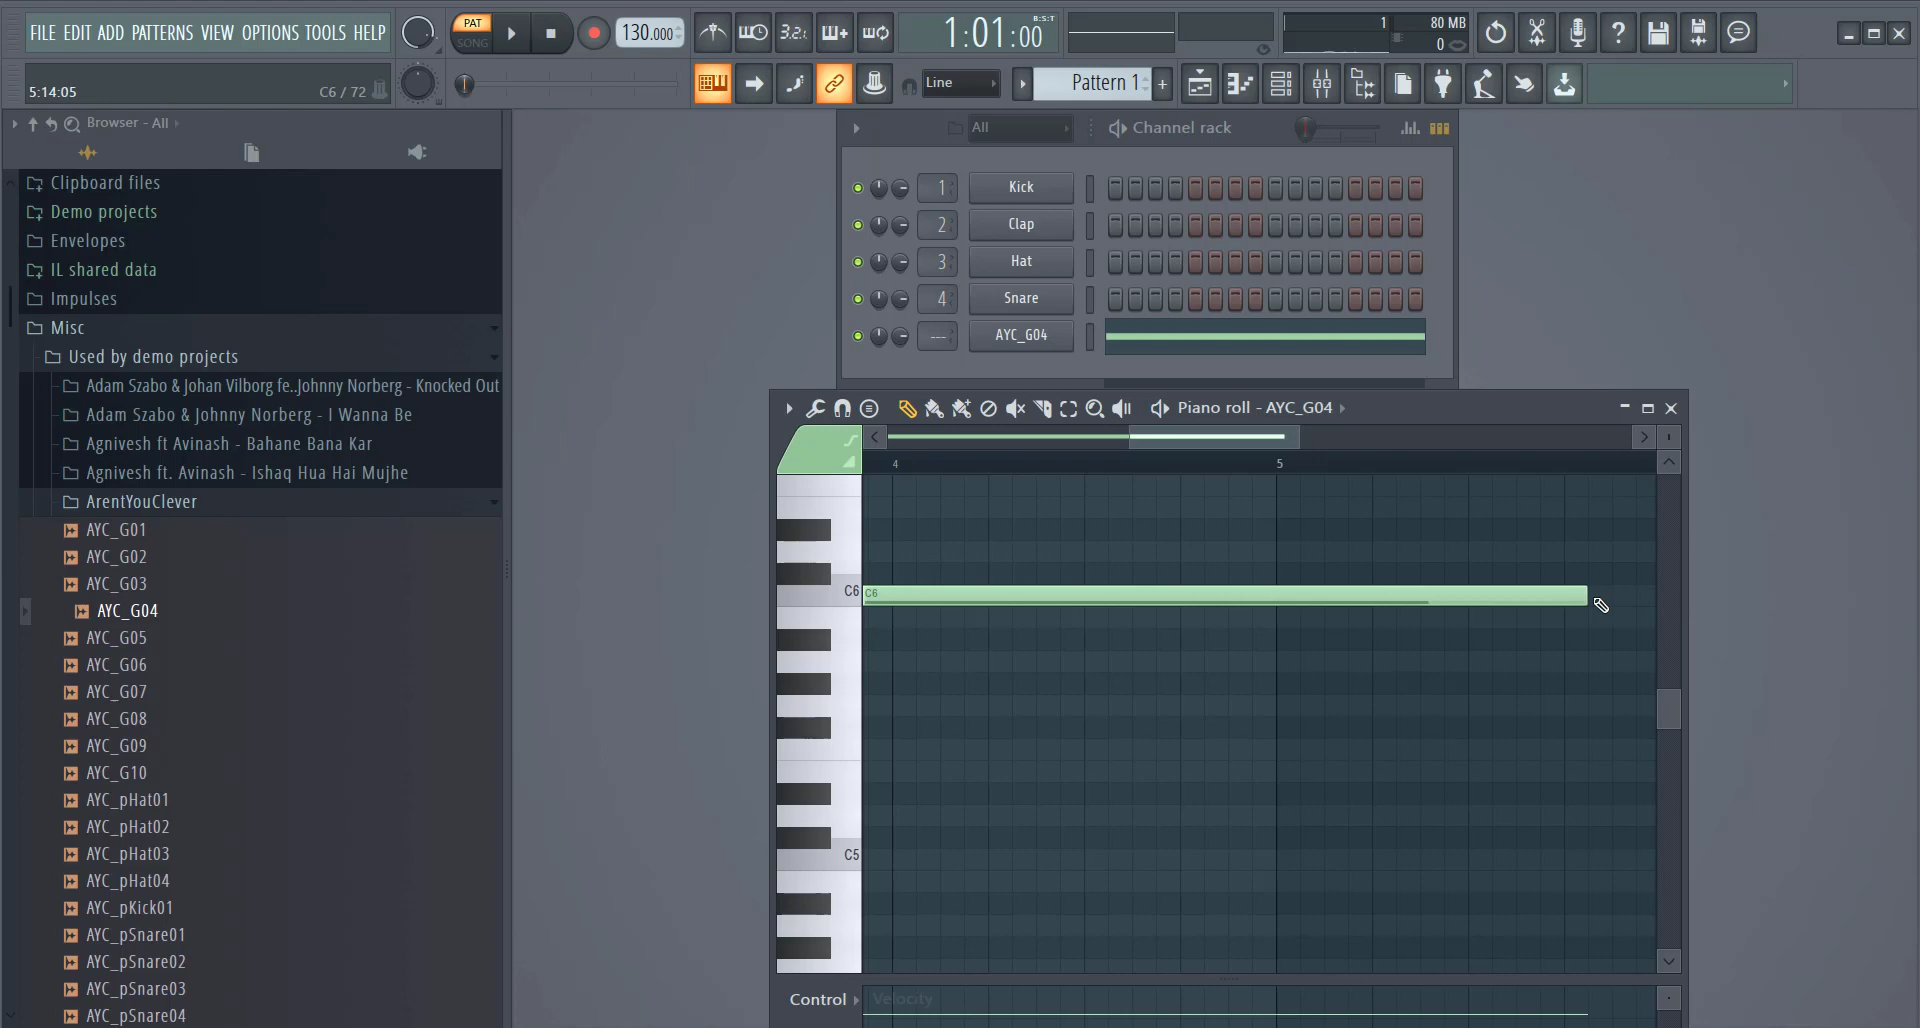 FILE EDIT ADD PATTERNS VIEW OPTIONS TOOLS HELP
PAT
SONG
130.000
3.2.
1:01:00
B:S:T
1
80 MB
0
5:14:05
C6 / 72
Line
Pattern 1
+
Browser - All
Clipboard files
Demo projects
Envelopes
IL shared data
Impulses
Misc
Used by demo projects
Adam Szabo & Johan Vilborg fe..Johnny Norberg - Knocked Out
Adam Szabo & Johnny Norberg - I Wanna Be
Agnivesh ft Avinash - Bahane Bana Kar
Agnivesh ft. Avinash - Ishaq Hua Hai Mujhe
ArentYouClever
AYC_G01
AYC_G02
AYC_G03
AYC_G04
AYC_G05
AYC_G06
AYC_G07
AYC_G08
AYC_G09
AYC_G10
AYC_pHat01
AYC_pHat02
AYC_pHat03
AYC_pHat04
AYC_pKick01
AYC_pSnare01
AYC_pSnare02
AYC_pSnare03
AYC_pSnare04
All
Channel rack
1 Kick
2 Clap
3 Hat
4 Snare
--- AYC_G04
Piano roll - AYC_G04
4
5
C6
C6
C5
Control
Velocity